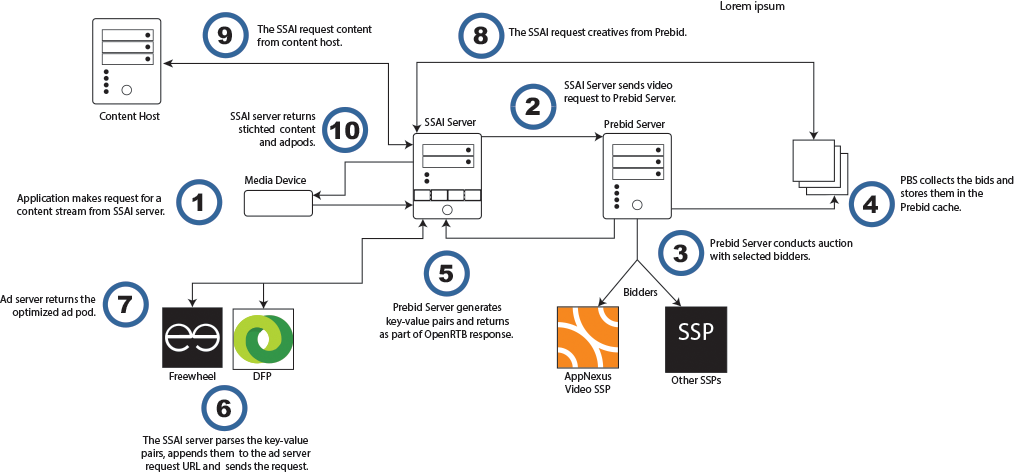 Lorem ipsum
9
The SSAI request content
from content host.
8
The SSAI request creatives from Prebid.
Content Host
SSAI server returns
stichted content
and adpods.
10
SSAI Server
2
SSAI Server sends video
request to Prebid Server.
Prebid Server
1
Application makes request for a
content stream from SSAI server.
Media Device
4
PBS collects the bids and
stores them in the
Prebid cache.
3
Prebid Server conducts auction
with selected bidders.
5
Prebid Server generates
key-value pairs and returns
as part of OpenRTB response.
Bidders
7
Ad server returns the
optimized ad pod.
Freewheel
DFP
AppNexus
Video SSP
SSP
Other SSPs
6
The SSAI server parses the key-value
pairs, appends them to the ad server
request URL and sends the request.